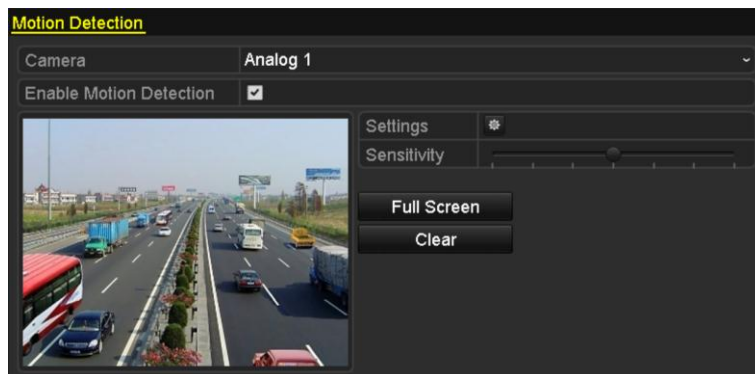 Motion Detection
Camera Analog 1
Enable Motion Detection
Settings
Sensitivity
Full Screen
Clear